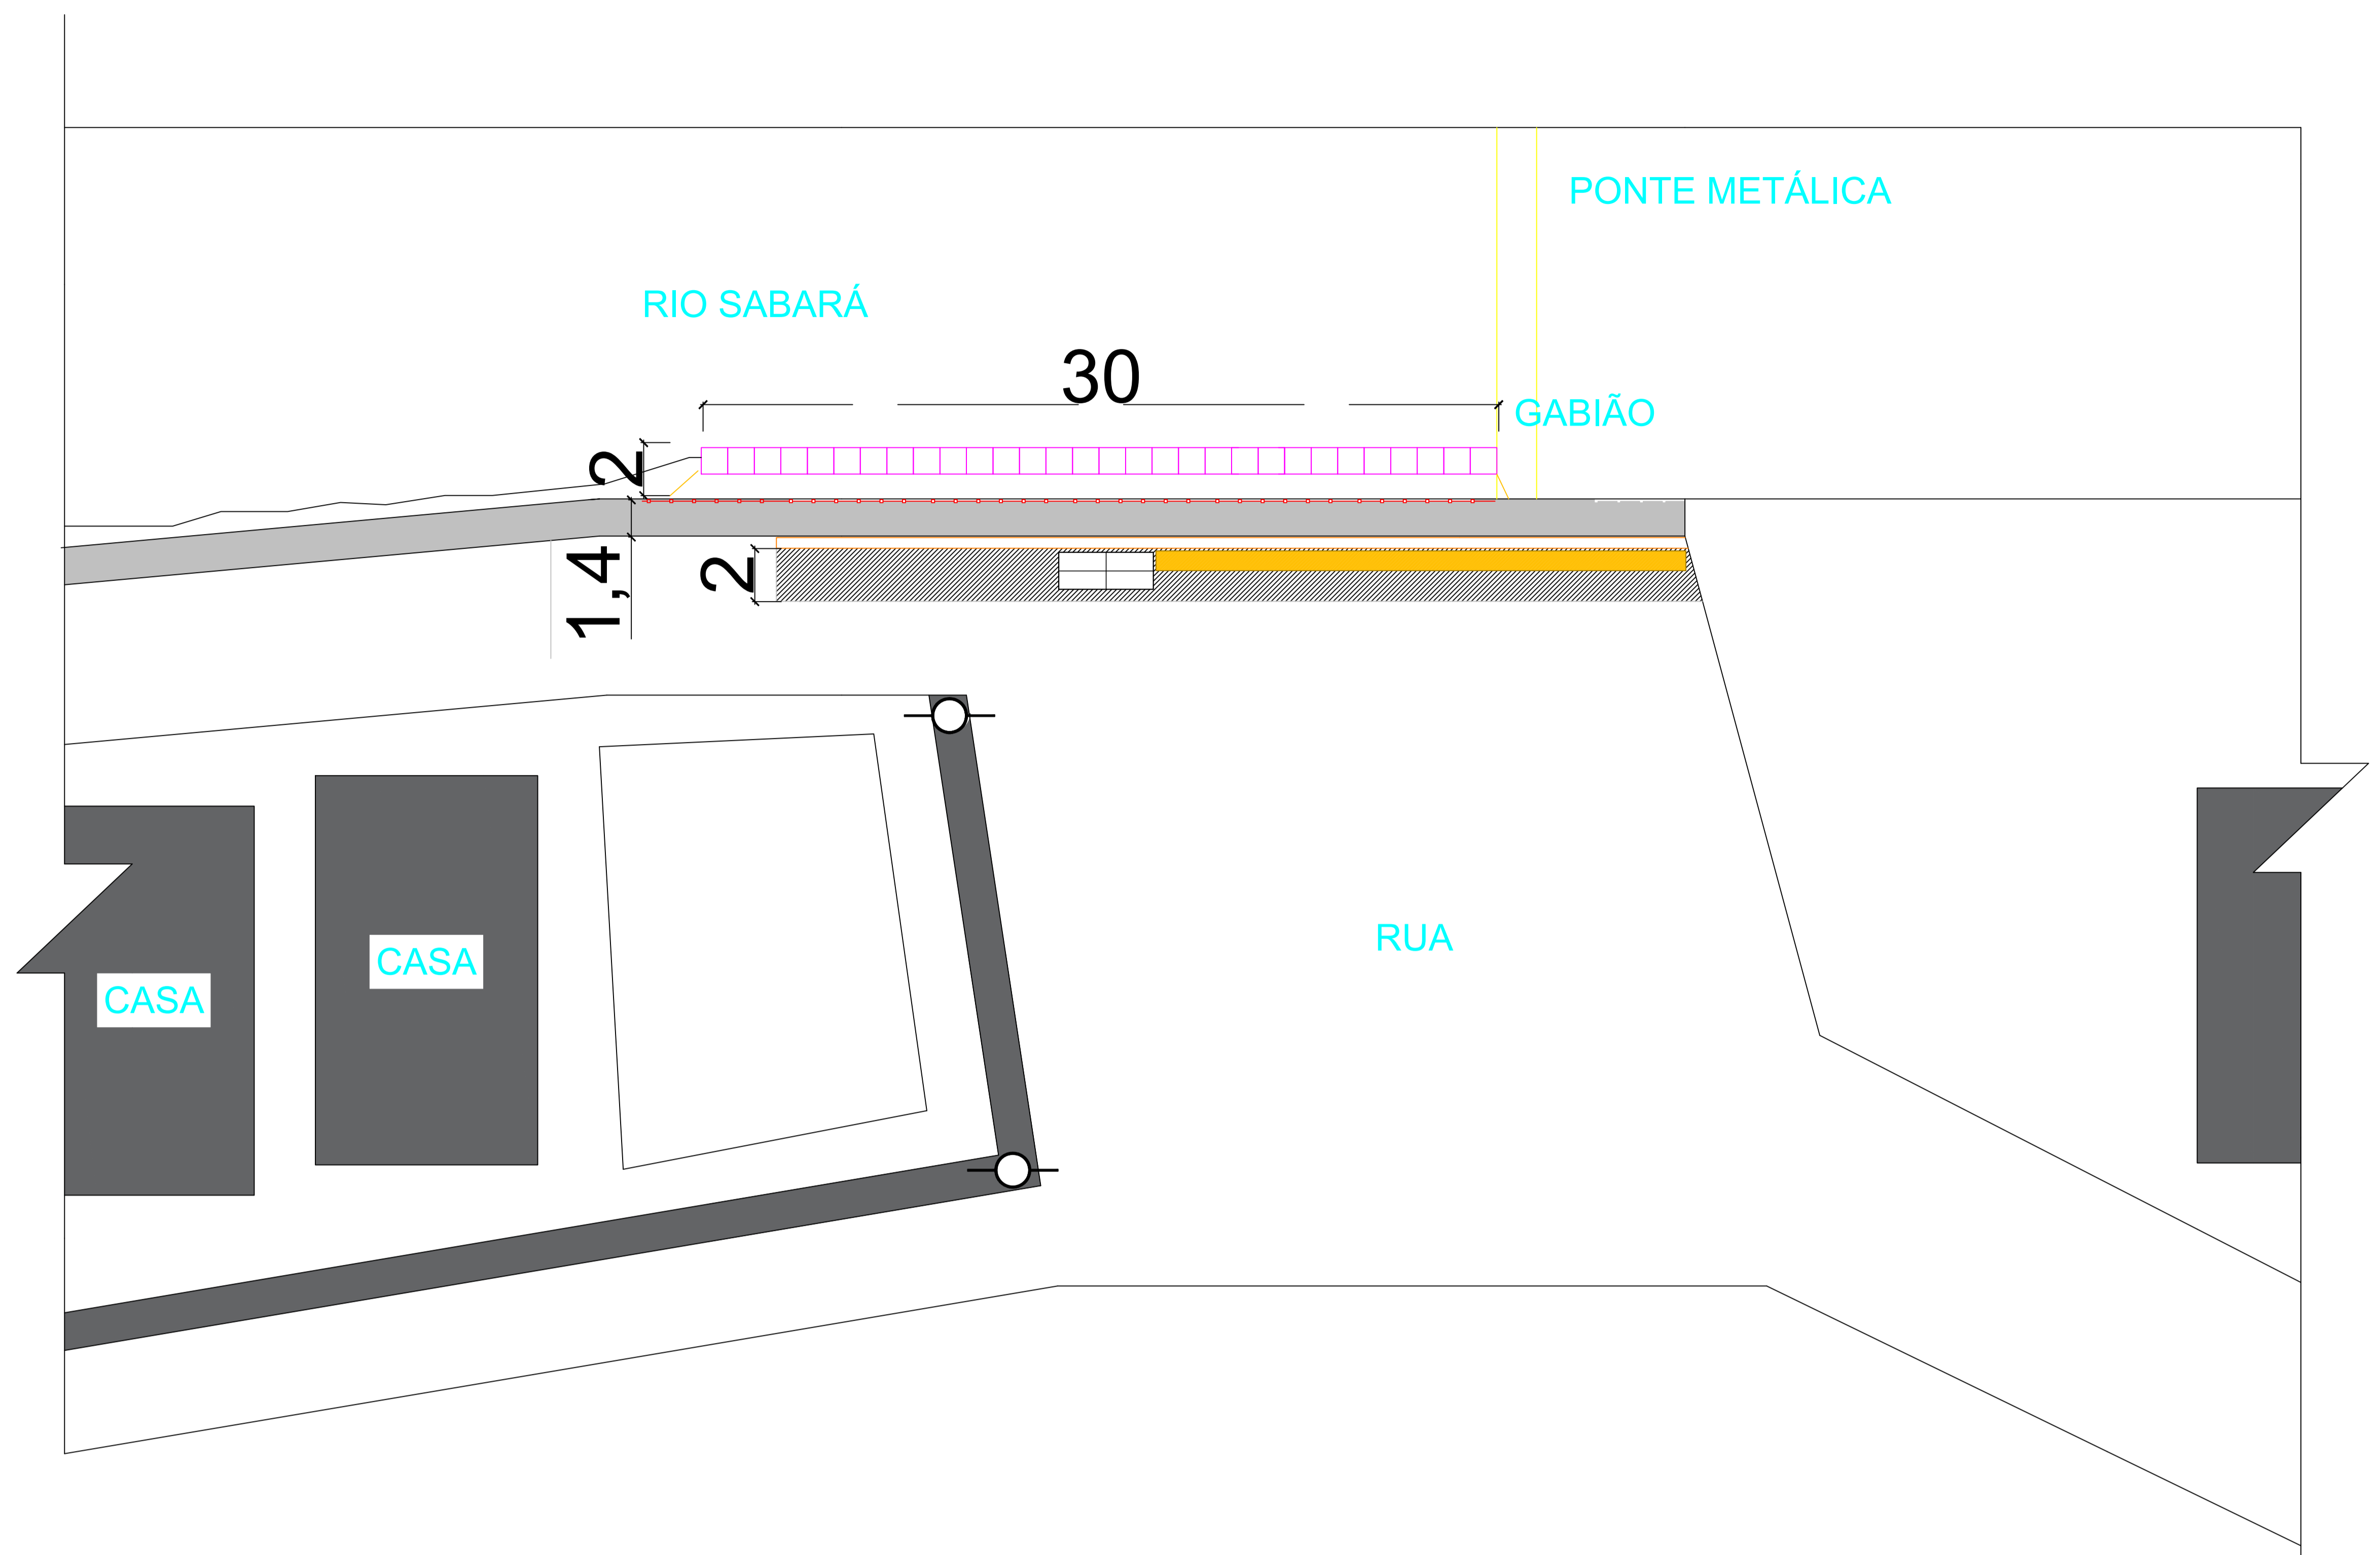 PONTE METÁLICA
RIO SABARÁ
30
GABIÃO
2
1,4
2
RUA
CASA
CASA